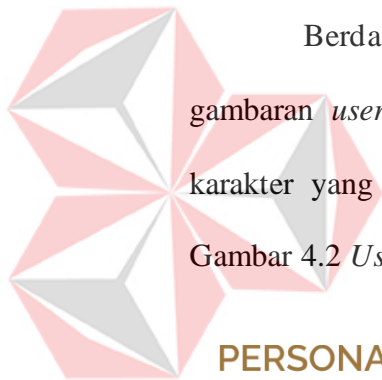 Berda
gambaran user
karakter yang
Gambar 4.2 Us
PERSONA